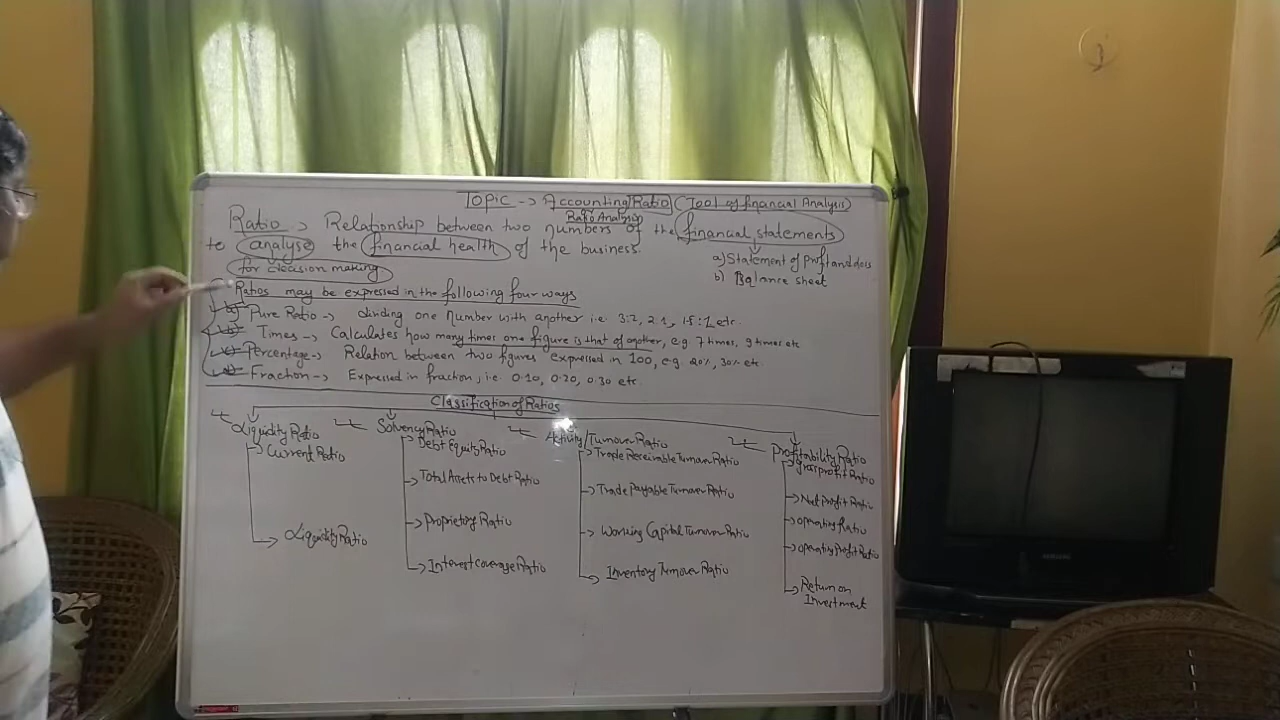 Topic -> Accounting Ratio (Tool of financial Analysis)
Ratio Analysis
Ratio -> Relationship between two numbers of the financial statements
to analyse the financial health of the business.
for decision making
a) Statement of Profit and loss
b) Balance sheet
Ratios may be expressed in the following four ways
a) Pure Ratio -> dividing one number with another i.e. 3:2, 2:1, 1.5:1 etc.
b) Times -> Calculates how many times one figure is that of another, e.g 7 times, 9 times etc
c) Percentage -> Relation between two figures expressed in 100, e.g. 20%, 30% etc.
d) Fraction -> Expressed in fraction, i.e. 0.10, 0.20, 0.30 etc.
Classification of Ratios
Liquidity Ratio
Current Ratio
Liquidity Ratio
Solvency Ratio
Debt Equity Ratio
Total Assets to Debt Ratio
Proprietory Ratio
Interest coverage Ratio
Activity/Turnover Ratio
Trade Receivable Turnover Ratio
Trade Payable Turnover Ratio
Working Capital Turnover Ratio
Inventory Turnover Ratio
Profitability Ratio
Gross profit Ratio
Net Profit Ratio
operating Ratio
operating Profit Ratio
Return on
Investment
SAMSUNG